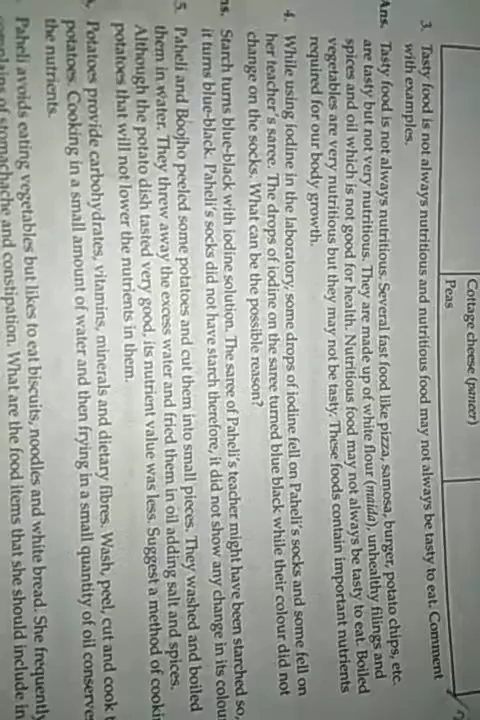 Cottage cheese (paneer)
Peas
3. Tasty food is not always nutritious and nutritious food may not always be tasty to eat. Comment
with examples.
Ans. Tasty food is not always nutritious. Several fast food like pizza, samosa, burger, potato chips, etc.
are tasty but not very nutritious. They are made up of white flour (maida), unhealthy filings and
spices and oil which is not good for health. Nutritious food may not always be tasty to eat. Boiled
vegetables are very nutritious but they may not be tasty. These foods contain important nutrients
required for our body growth.
4. While using iodine in the laboratory, some drops of iodine fell on Paheli's socks and some fell on
her teacher's saree. The drops of iodine on the saree turned blue black while their colour did not
change on the socks. What can be the possible reason?
ns. Starch turns blue-black with iodine solution. The saree of Paheli's teacher might have been starched so,
it turns blue-black. Paheli's socks did not have starch therefore, it did not show any change in its colou
5. Paheli and Boojho peeled some potatoes and cut them into small pieces. They washed and boiled
them in water. They threw away the excess water and fried them in oil adding salt and spices.
Although the potato dish tasted very good, its nutrient value was less. Suggest a method of cooki
potatoes that will not lower the nutrients in them.
Potatoes provide carbohydrates, vitamins, minerals and dietary fibres. Wash, peel, cut and cook t
potatoes. Cooking in a small amount of water and then frying in a small quantity of oil conserve
the nutrients.
Paheli avoids eating vegetables but likes to eat biscuits, noodles and white bread. She frequently
complains of stomachache and constipation. What are the food items that she should include in